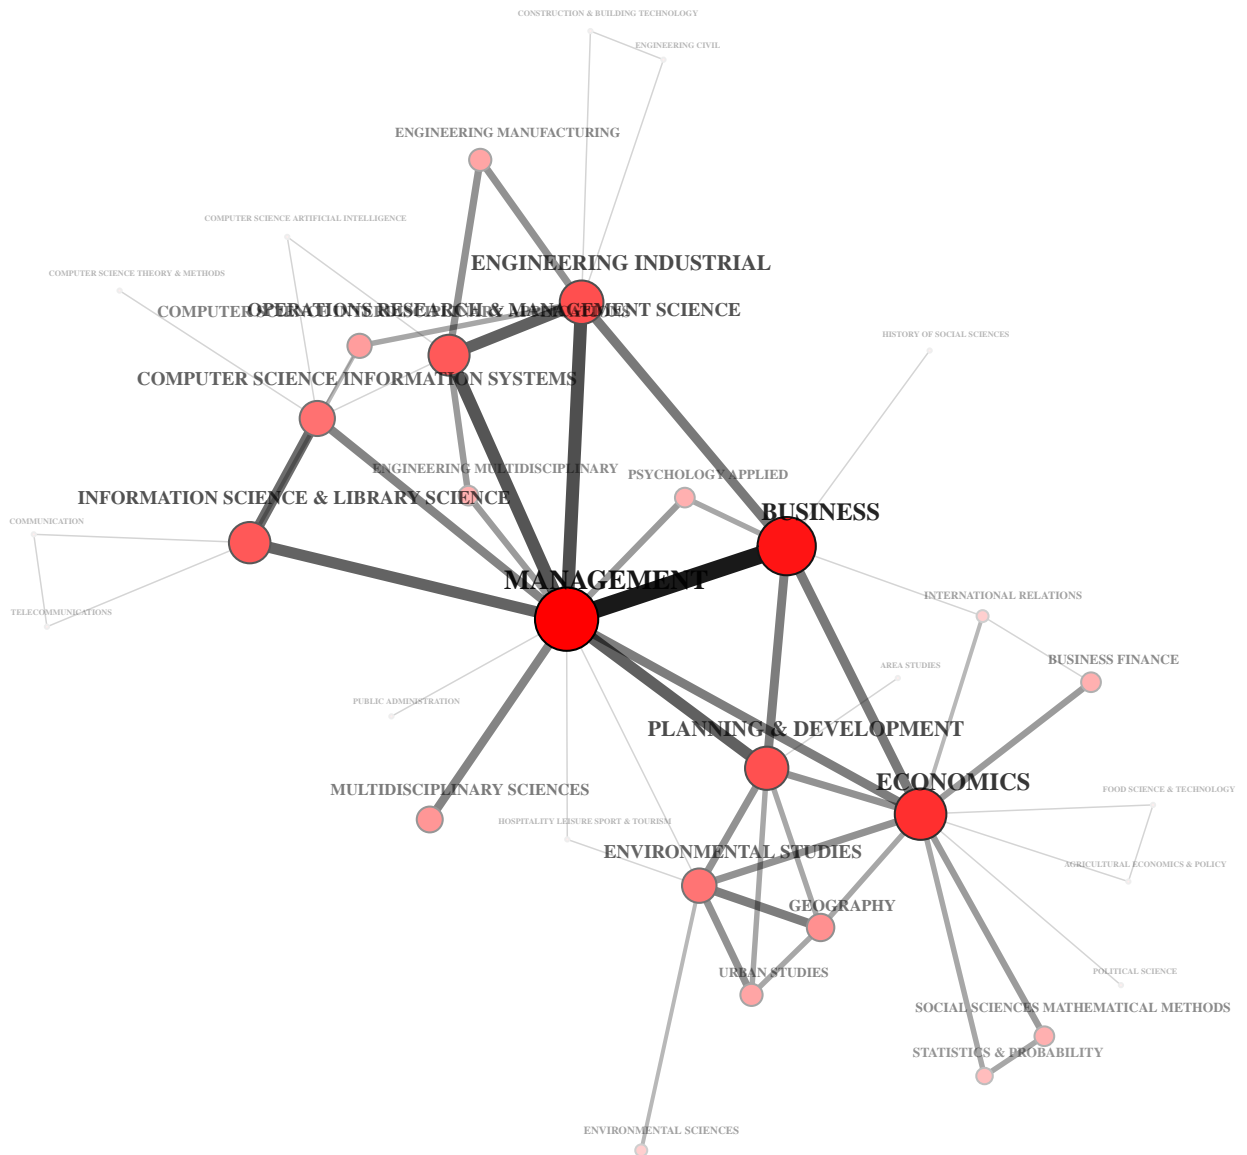 CONSTRUCTION & BUILDING TECHNOLOGY
ENGINEERING CIVIL
ENGINEERING MANUFACTURING
COMPUTER SCIENCE ARTIFICIAL INTELLIGENCE
ENGINEERING INDUSTRIAL
COMPUTER SCIENCE THEORY & METHODS
COMPUTER SCIENCE INTERDISCIPLINARY APPLICATIONS
OPERATIONS RESEARCH & MANAGEMENT SCIENCE
HISTORY OF SOCIAL SCIENCES
COMPUTER SCIENCE INFORMATION SYSTEMS
ENGINEERING MULTIDISCIPLINARY
PSYCHOLOGY APPLIED
INFORMATION SCIENCE & LIBRARY SCIENCE
BUSINESS
COMMUNICATION
MANAGEMENT
INTERNATIONAL RELATIONS
TELECOMMUNICATIONS
BUSINESS FINANCE
AREA STUDIES
PUBLIC ADMINISTRATION
PLANNING & DEVELOPMENT
ECONOMICS
MULTIDISCIPLINARY SCIENCES
FOOD SCIENCE & TECHNOLOGY
HOSPITALITY LEISURE SPORT & TOURISM
ENVIRONMENTAL STUDIES
AGRICULTURAL ECONOMICS & POLICY
GEOGRAPHY
URBAN STUDIES
POLITICAL SCIENCE
SOCIAL SCIENCES MATHEMATICAL METHODS
STATISTICS & PROBABILITY
ENVIRONMENTAL SCIENCES